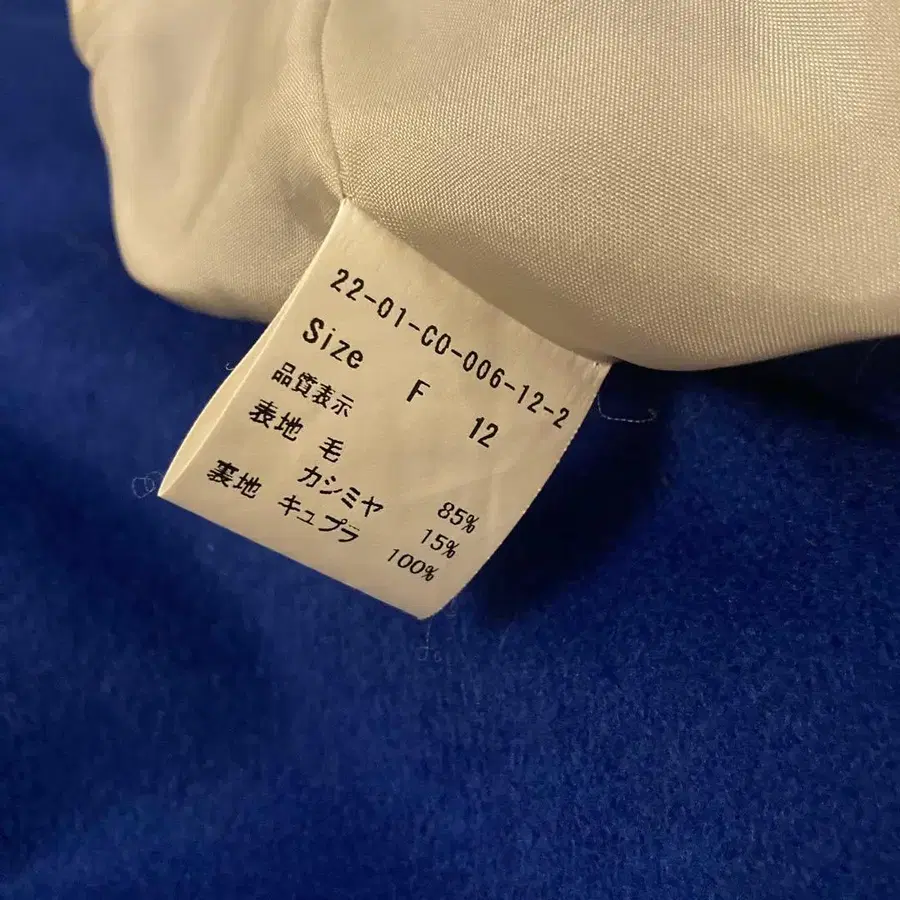 22-01-CO-006-12-2
Size F 12
品質表示
表地 毛 85%
カシミヤ 15%
裏地 キュプラ 100%